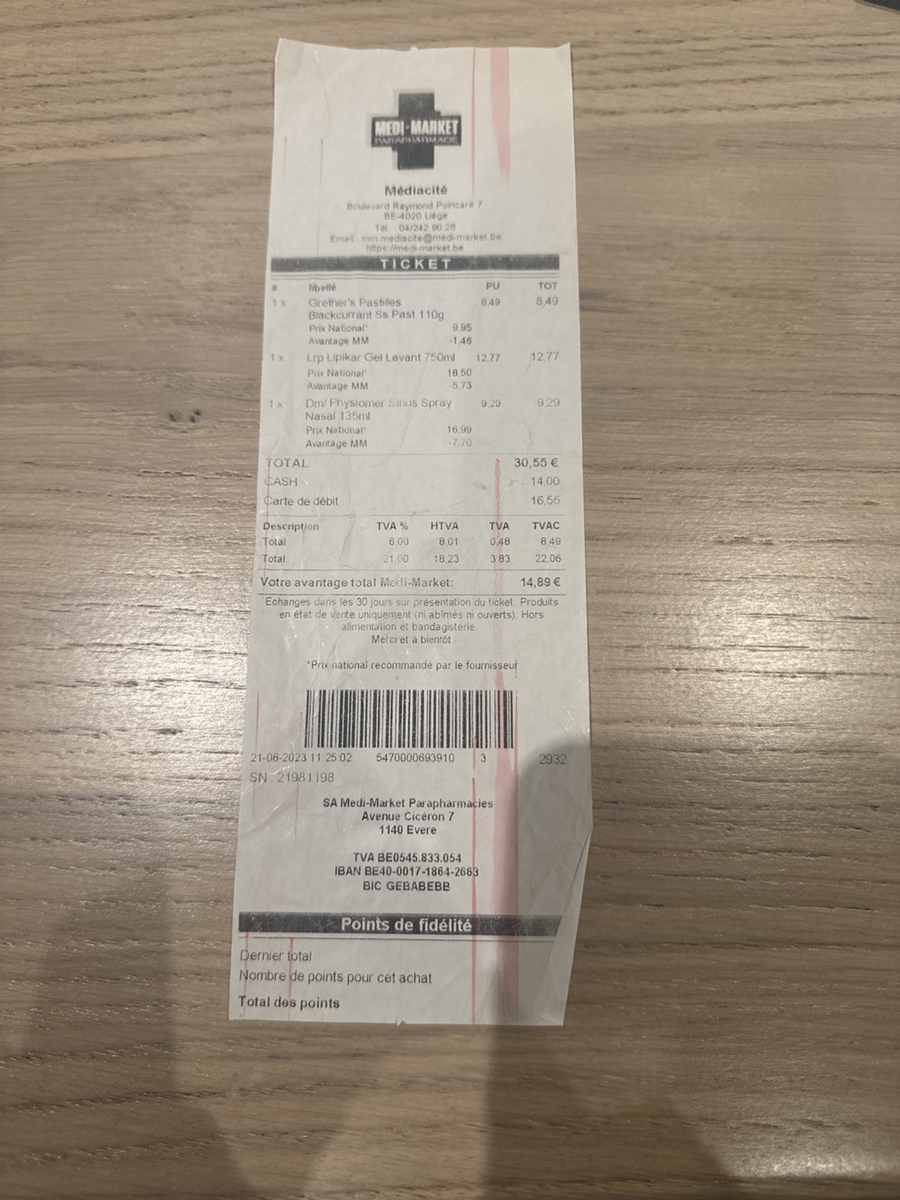 MEDI-MARKET
PARAPHARMACIE
Médiacité
Boulevard Raymond Poincaré 7
BE-4020 Liège
Tél. : 04/242 90 26
Email : mm.mediacite@medi-market.be
https://medi-market.be
TICKET
# libellé PU TOT
1 x Grether's Pastilles 8,49 8,49
Blackcurrant Ss Past 110g
Prix National* 9,95
Avantage MM -1,46
1 x Lrp Lipikar Gel Lavant 750ml 12,77 12,77
Prix National* 18,50
Avantage MM -5,73
1 x Dm/ Physiomer Sinus Spray 9,29 9,29
Nasal 135ml
Prix National* 16,99
Avantage MM -7,70
TOTAL 30,55 €
CASH 14,00
Carte de débit 16,55
Description TVA % HTVA TVA TVAC
Total 6,00 8,01 0,48 8,49
Total 21,00 18,23 3,83 22,06
Votre avantage total Medi-Market: 14,89 €
Echanges dans les 30 jours sur présentation du ticket. Produits
en état de vente uniquement (ni abîmés ni ouverts). Hors
alimentation et bandagisterie.
Merci et à bientôt
*Prix national recommandé par le fournisseur
21-06-2023 11:25:02 5470000693910 3 2932
SN : 21981198
SA Medi-Market Parapharmacies
Avenue Cicéron 7
1140 Evere
TVA BE0545.833.054
IBAN BE40-0017-1864-2663
BIC GEBABEBB
Points de fidélité
Dernier total
Nombre de points pour cet achat
Total des points